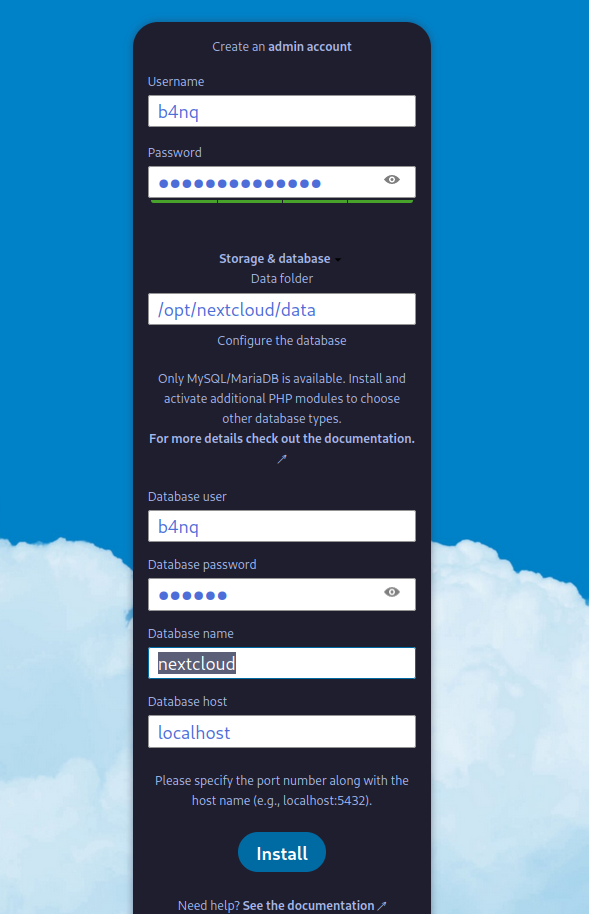 Create an admin account
Username
b4nq
Password
●●●●●●●●●●●●●●
Storage & database
Data folder
/opt/nextcloud/data
Configure the database
Only MySQL/MariaDB is available. Install and
activate additional PHP modules to choose
other database types.
For more details check out the documentation.
↗
Database user
b4nq
Database password
●●●●●●
Database name
nextcloud
Database host
localhost
Please specify the port number along with the
host name (e.g., localhost:5432).
Install
Need help? See the documentation ↗